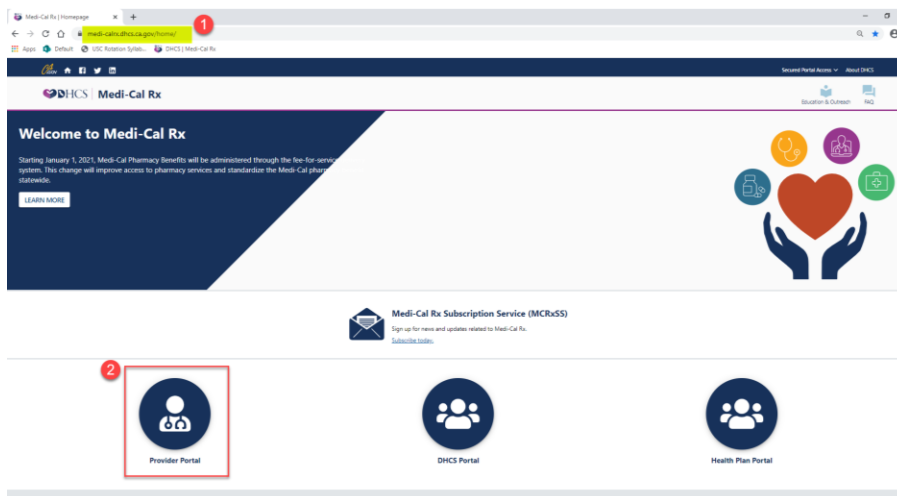 Medi-Cal Rx | Homepage
1
medi-calrx.dhcs.ca.gov/home/
Apps Default USC Rotation Syllab... DHCS | Medi-Cal Rx
Secured Portal Access About DHCS
DHCS | Medi-Cal Rx
Education & Outreach FAQ
Welcome to Medi-Cal Rx
Starting January 1, 2021, Medi-Cal Pharmacy Benefits will be administered through the fee-for-servic
system. This change will improve access to pharmacy services and standardize the Medi-Cal phar
statewide.
LEARN MORE
Medi-Cal Rx Subscription Service (MCRxSS)
Sign up for news and updates related to Medi-Cal Rx.
Subscribe today.
2
Provider Portal
DHCS Portal
Health Plan Portal